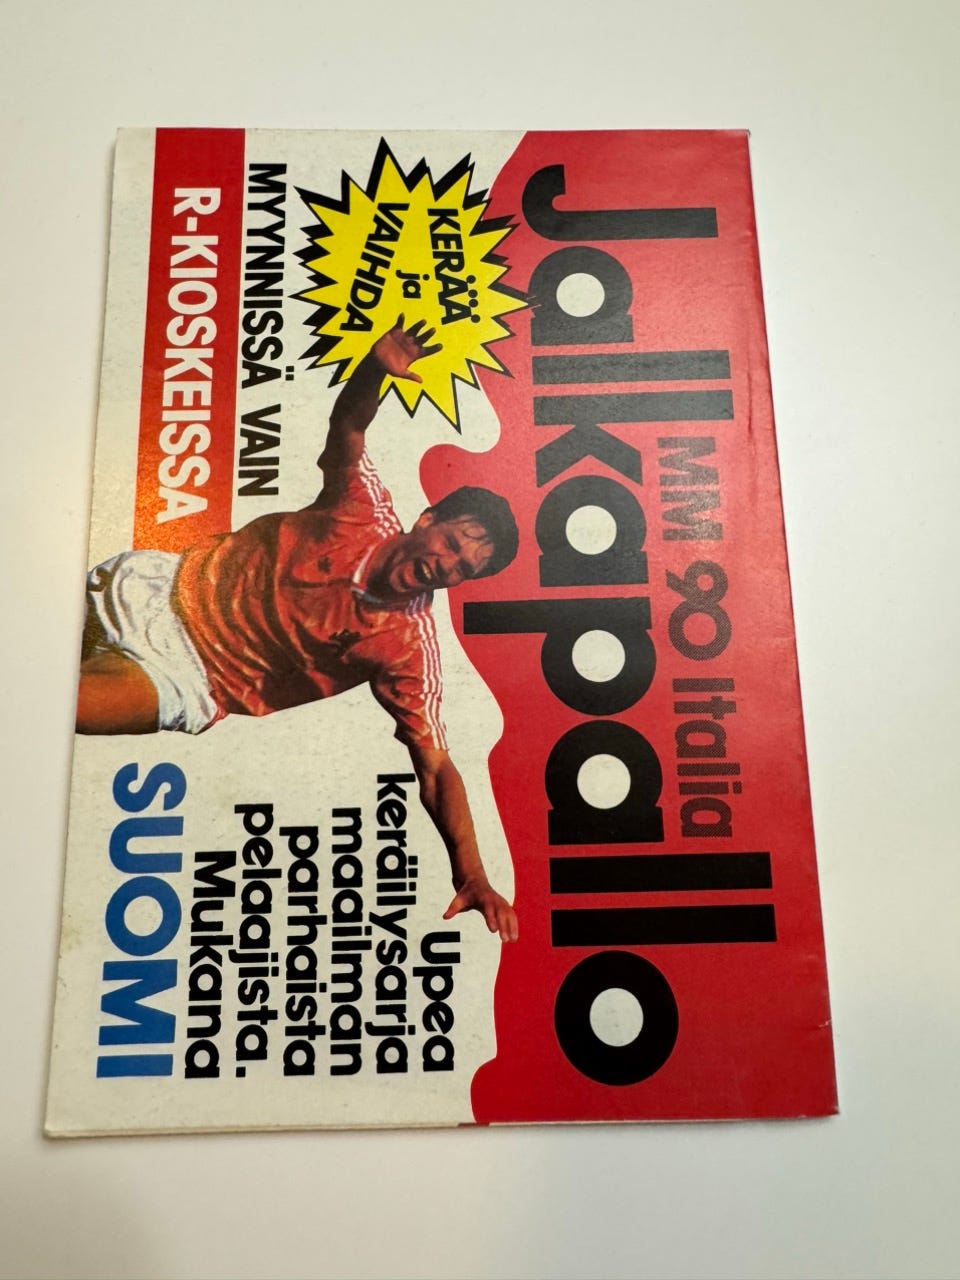 MM 90 Italia
Jalkapallo
KERÄÄ
ja
VAIHDA
MYYNNISSÄ VAIN
R-KIOSKEISSA
Upea
keräilysarja
maailman
parhaista
pelaajista.
Mukana
SUOMI